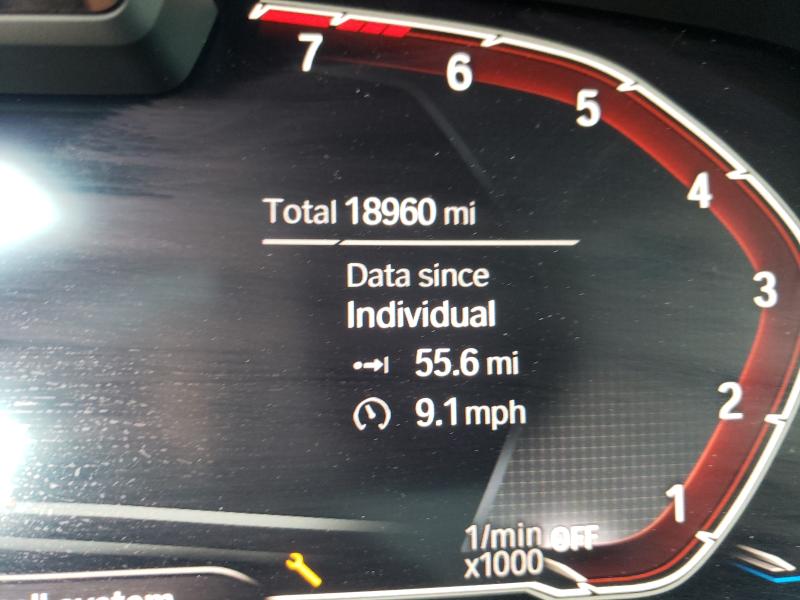 7
6
5
4
3
2
1
Total 18960 mi
Data since
Individual
55.6 mi
9.1 mph
1/min OFF
x1000
system